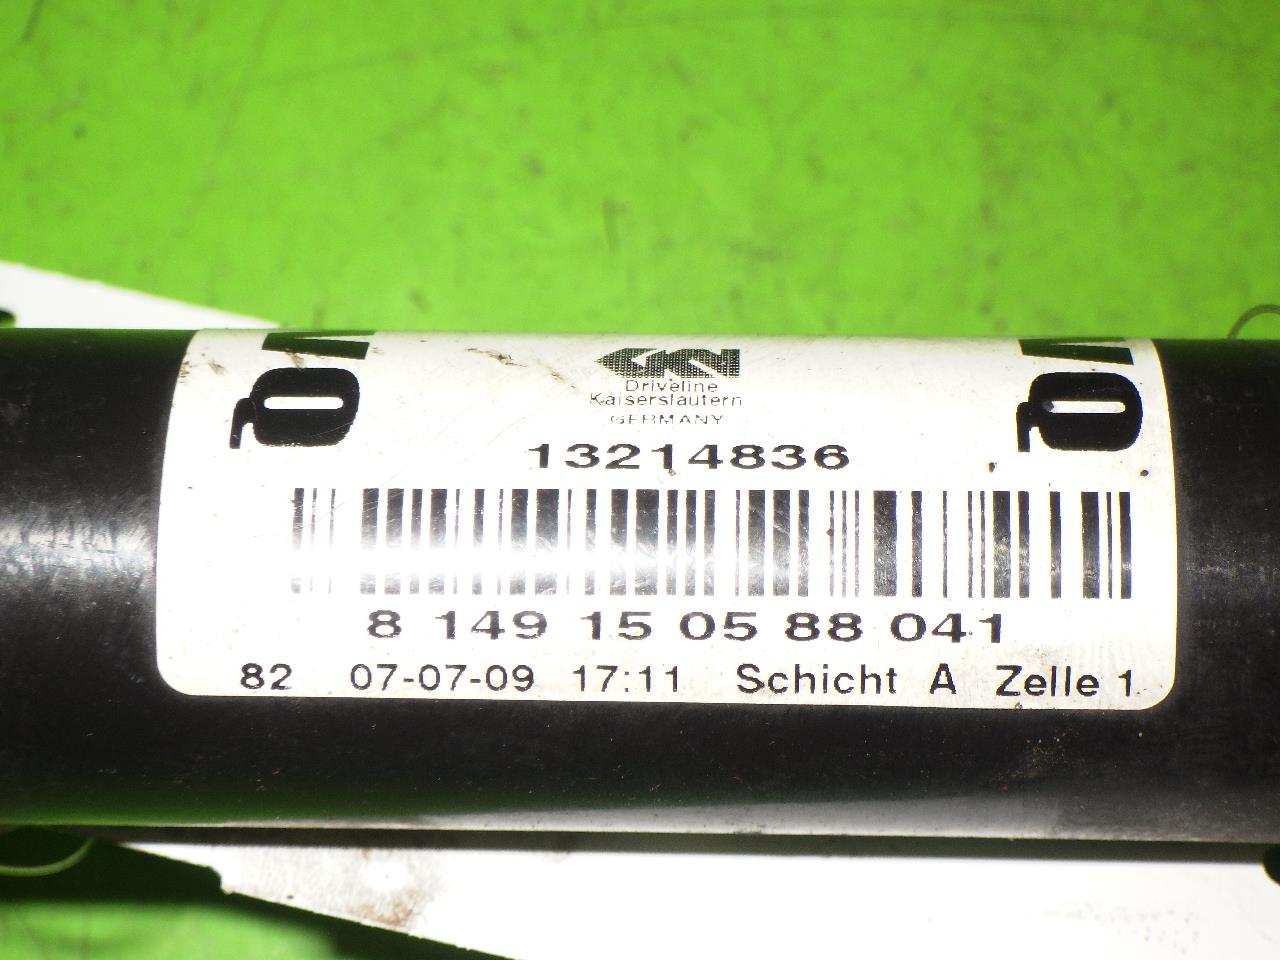 GKN
Driveline
Kaiserslautern
GERMANY
13214836
8 149 15 05 88 041
82 07-07-09 17:11 Schicht A Zelle 1